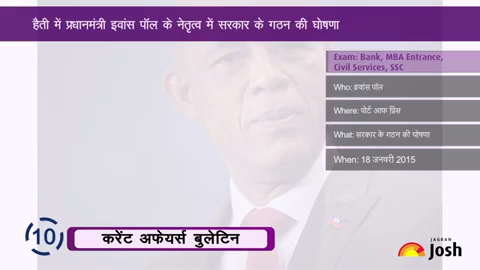 हैती में प्रधानमंत्री इवांस पॉल के नेतृत्व में सरकार के गठन की घोषणा
Exam: Bank, MBA Entrance,
Civil Services, SSC
Who: इवांस पॉल
Where: पोर्ट आफ प्रिंस
What: सरकार के गठन की घोषणा
When: 18 जनवरी 2015
10
करेंट अफेयर्स बुलेटिन
JAGRAN
Josh